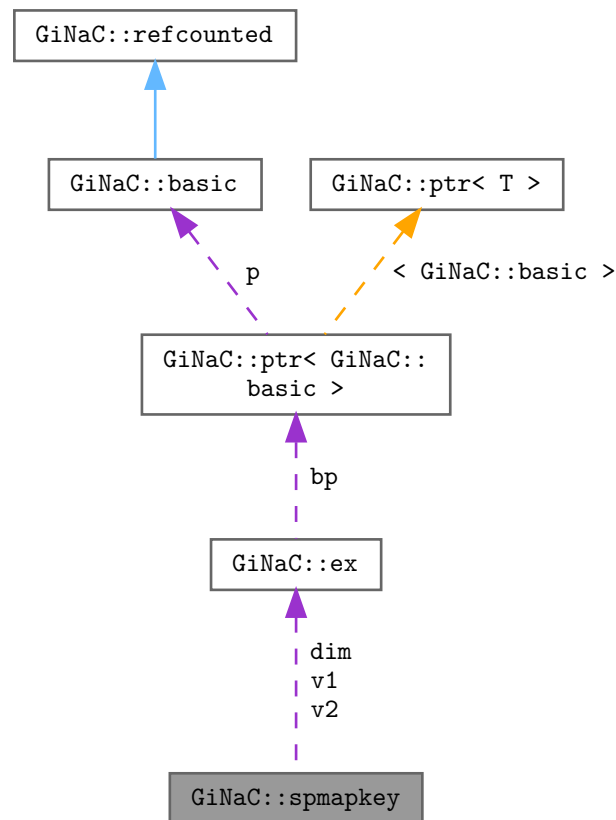 GiNaC::refcounted
GiNaC::basic
GiNaC::ptr< T >
p
< GiNaC::basic >
GiNaC::ptr< GiNaC::
basic >
bp
GiNaC::ex
dim
v1
v2
GiNaC::spmapkey